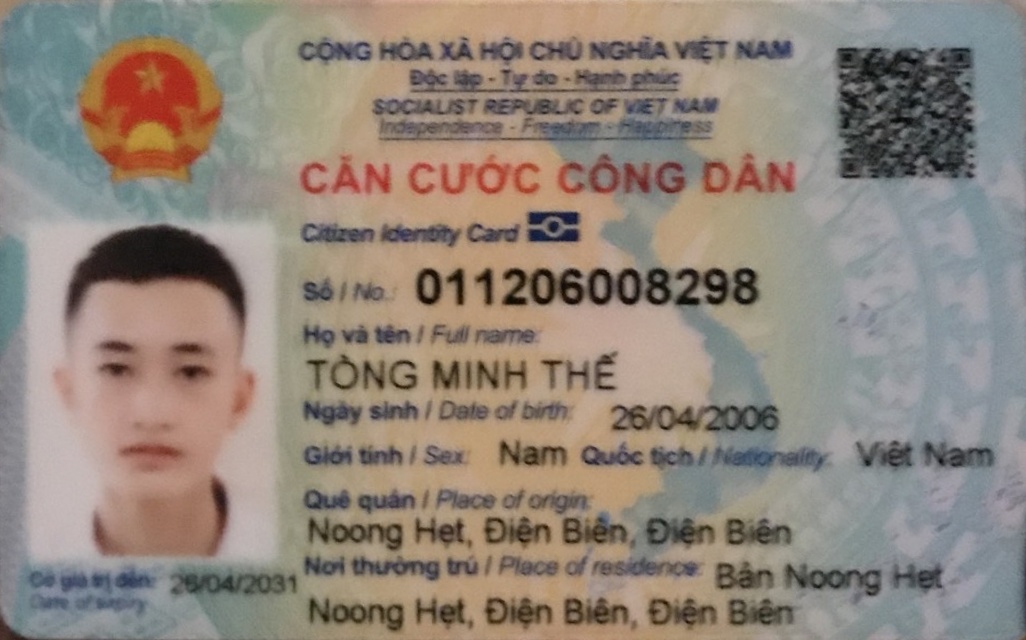 CỘNG HÒA XÃ HỘI CHỦ NGHĨA VIỆT NAM
Độc lập - Tự do - Hạnh phúc
SOCIALIST REPUBLIC OF VIET NAM
Independence - Freedom - Happiness
CĂN CƯỚC CÔNG DÂN
Citizen Identity Card
Số / No.: 011206008298
Họ và tên / Full name:
TÒNG MINH THẾ
Ngày sinh / Date of birth: 26/04/2006
Giới tính / Sex: Nam Quốc tịch / Nationality: Việt Nam
Quê quán / Place of origin:
Noong Hẹt, Điện Biên, Điện Biên
Nơi thường trú / Place of residence: Bản Noong Hẹt
Noong Hẹt, Điện Biên, Điện Biên
Có giá trị đến: 26/04/2031
Date of expiry